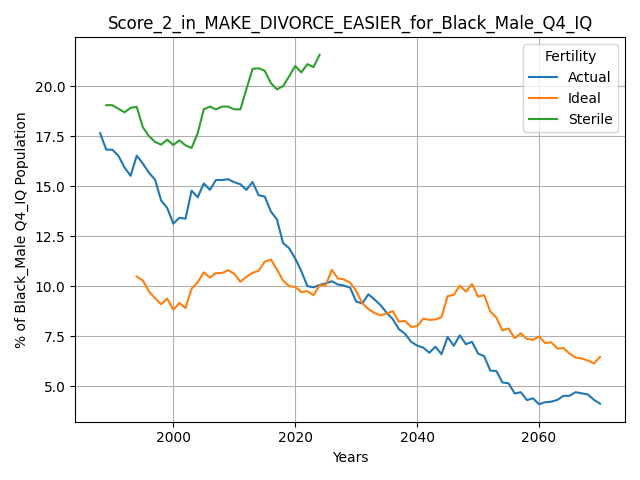 Score_2_in_MAKE_DIVORCE_EASIER_for_Black_Male_Q4_IQ
Fertility
Actual
Ideal
Sterile
% of Black_Male Q4_IQ Population
20.0
17.5
15.0
12.5
10.0
7.5
5.0
2000
2020
2040
2060
Years